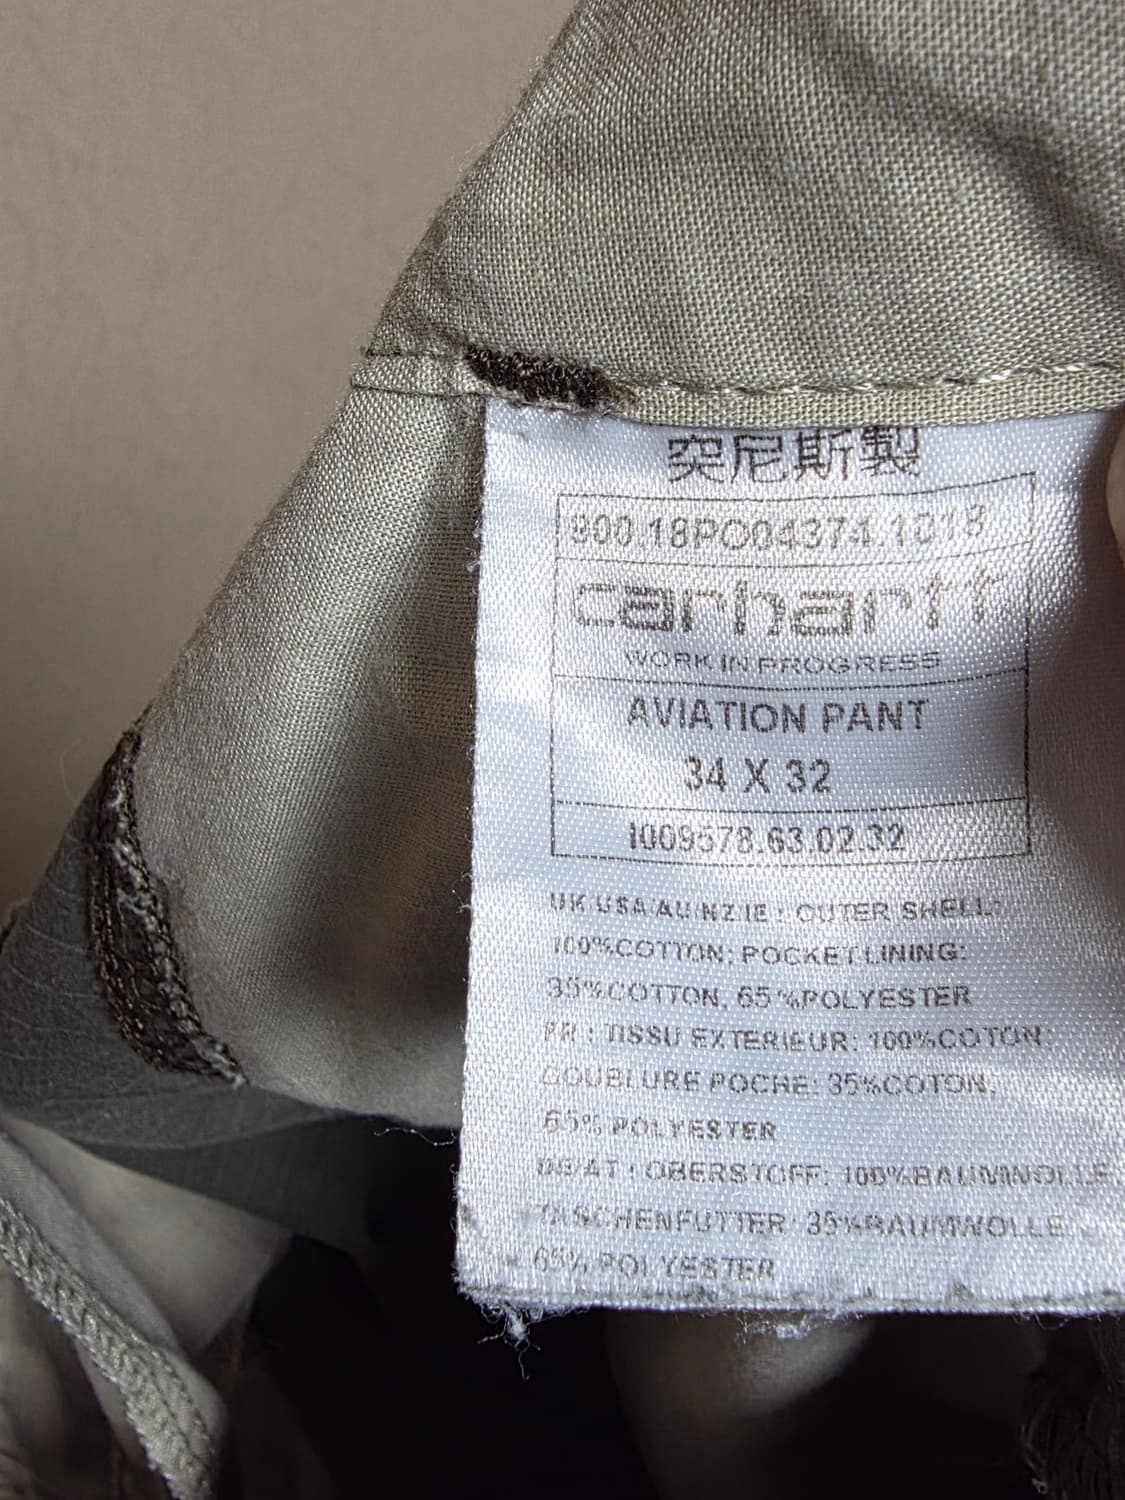 突尼斯製
800.18PO04374.1018
carhartt
WORK IN PROGRESS
AVIATION PANT
34 X 32
I009578.63.02.32
UK/USA/AU/NZ/IE : OUTER SHELL:
100%COTTON; POCKET LINING:
35%COTTON, 65%POLYESTER
FR : TISSU EXTERIEUR: 100%COTON;
DOUBLURE POCHE: 35%COTON,
65% POLYESTER
DE/AT : OBERSTOFF: 100%BAUMWOLLE;
TASCHENFUTTER: 35%BAUMWOLLE,
65% POLYESTER